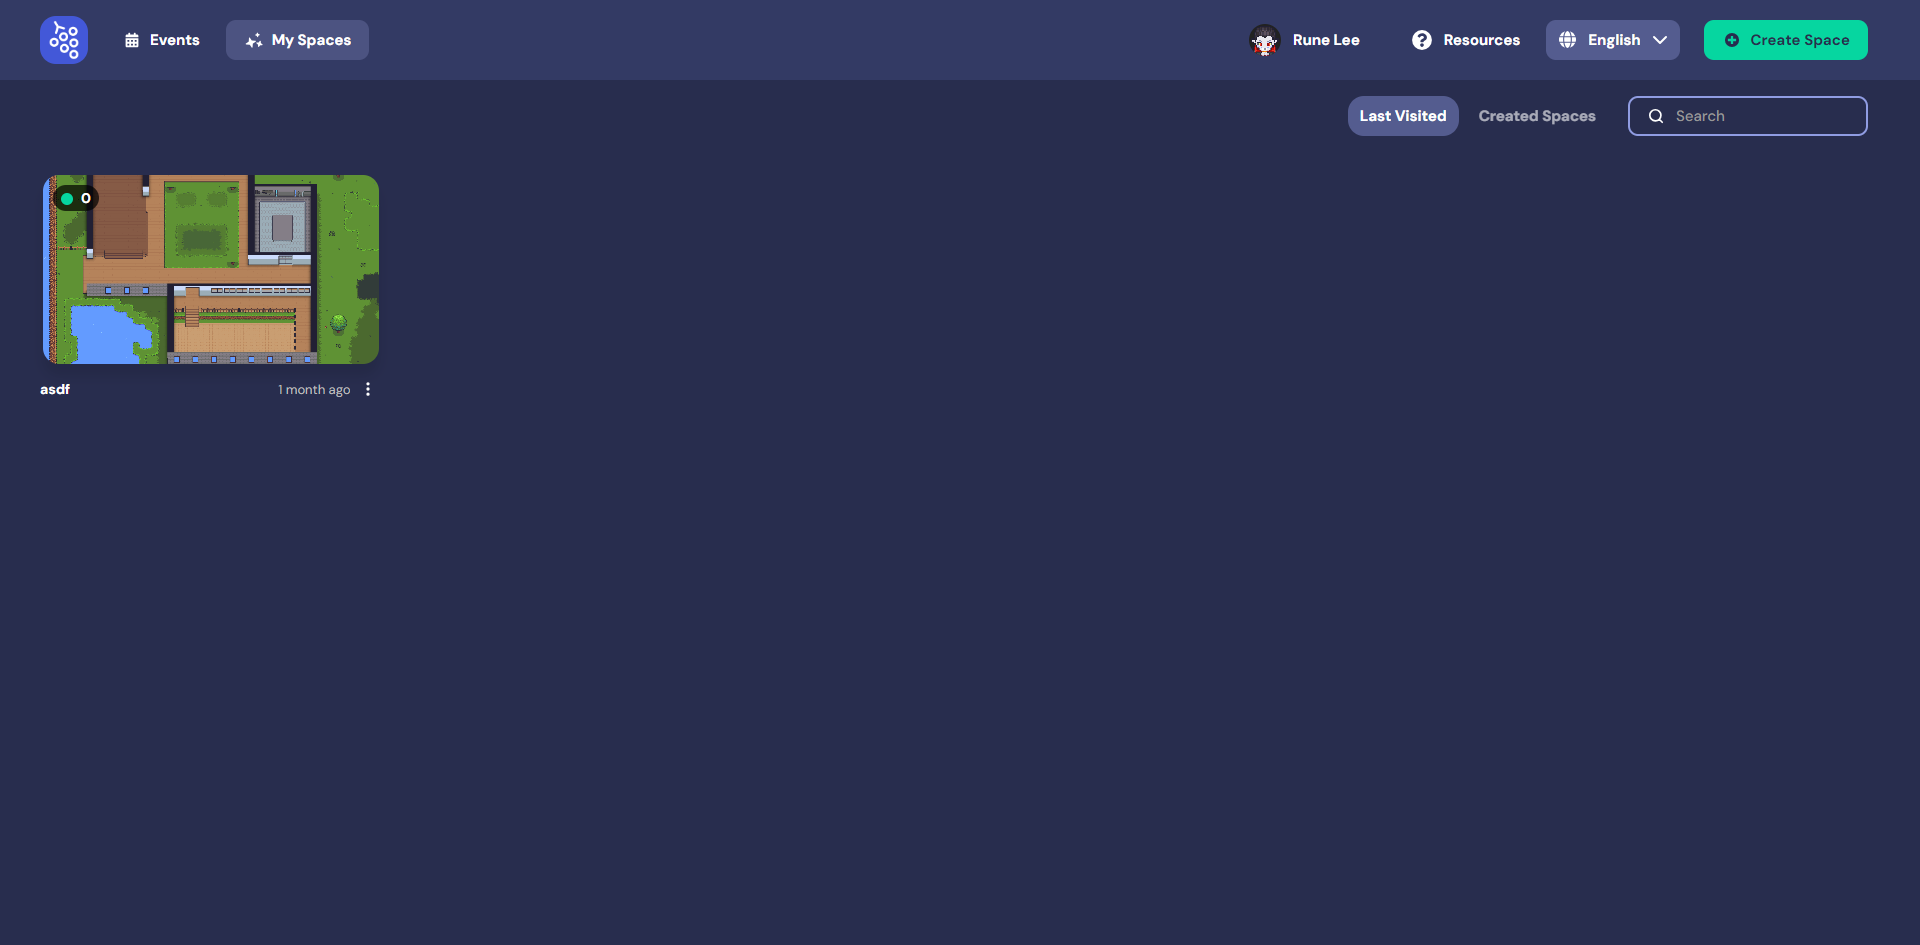 Events
My Spaces
Rune Lee
Resources
English
Create Space
Last Visited
Created Spaces
Search
0
asdf
1 month ago